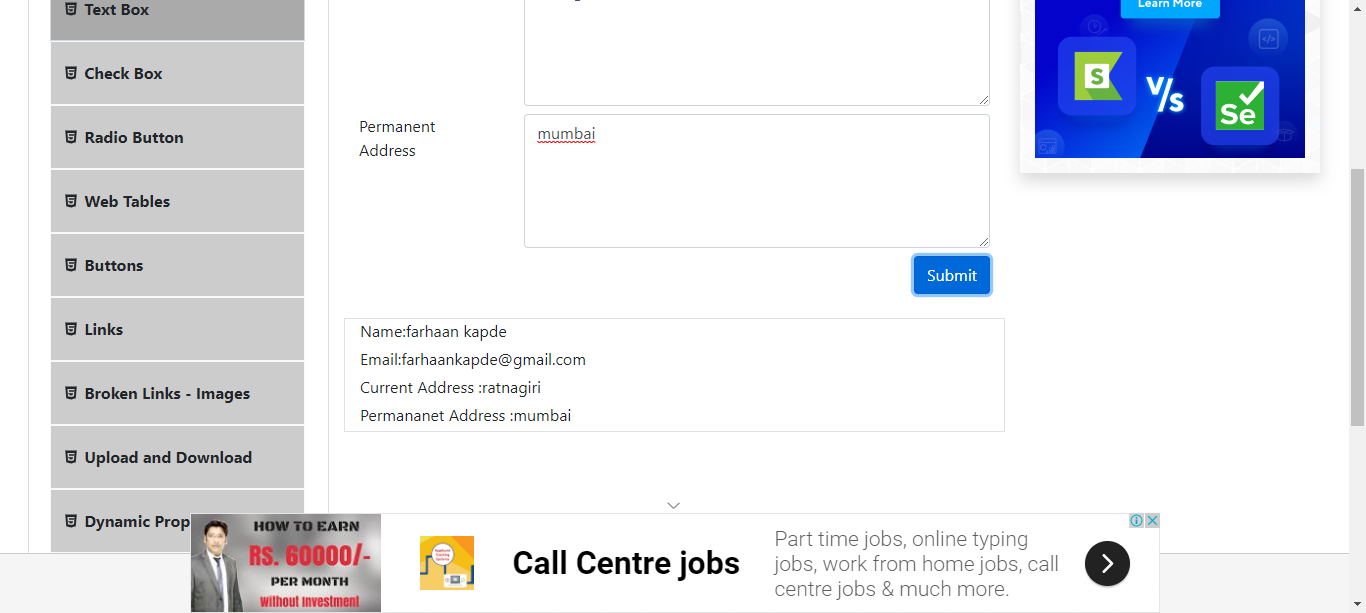 Text Box
Check Box
Radio Button
Web Tables
Buttons
Links
Broken Links - Images
Upload and Download
Dynamic Prop
Permanent
Address
mumbai
Submit
Name:farhaan kapde
Email:farhaankapde@gmail.com
Current Address :ratnagiri
Permananet Address :mumbai
Learn More
S
V/s
Se
HOW TO EARN
RS. 60000/-
PER MONTH
Without Investment
Call Centre jobs
Part time jobs, online typing
jobs, work from home jobs, call
centre jobs & much more.